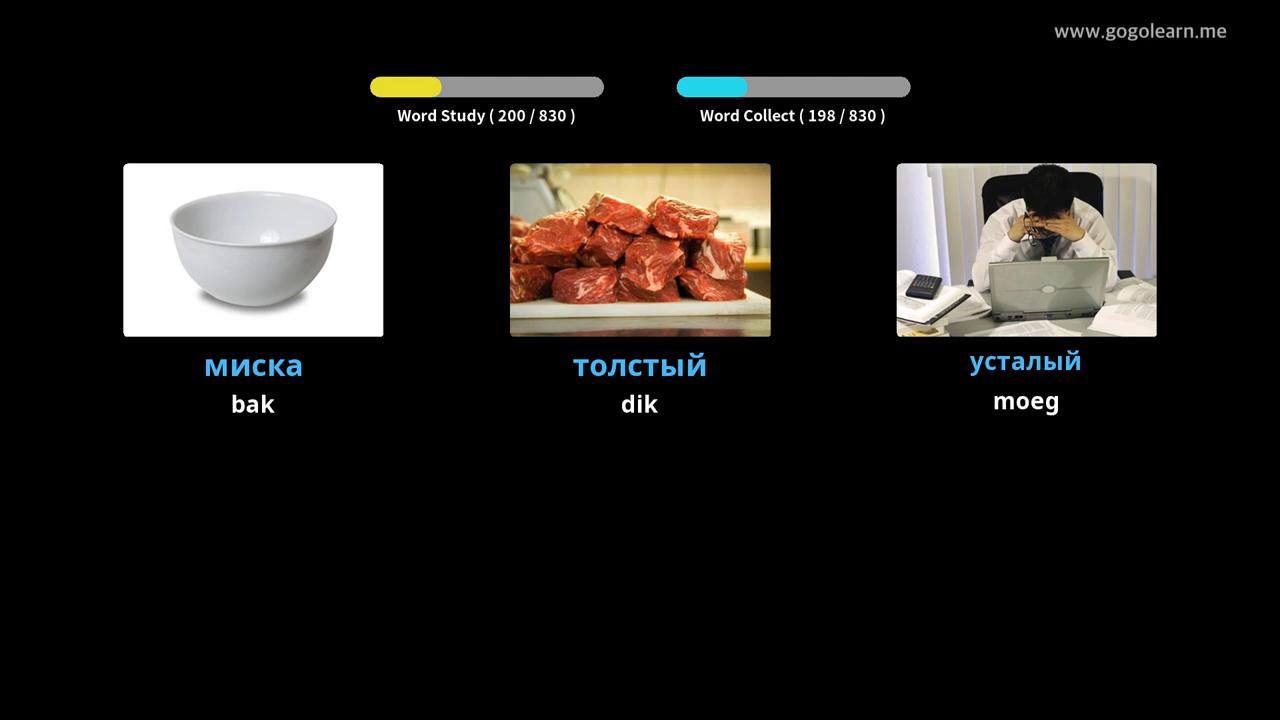 www.gogolearn.me
Word Study ( 200 / 830 )
Word Collect ( 198 / 830 )
миска
bak
толстый
dik
усталый
moeg